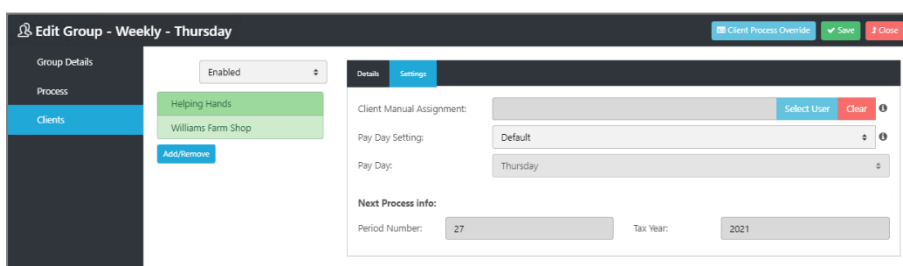 Edit Group - Weekly - Thursday
Client Process Override
Save
Close
Group Details
Process
Clients
Enabled
Helping Hands
Williams Farm Shop
Add/Remove
Details Settings
Client Manual Assignment: Select User Clear
Pay Day Setting: Default
Pay Day: Thursday
Next Process info:
Period Number: 27 Tax Year: 2021